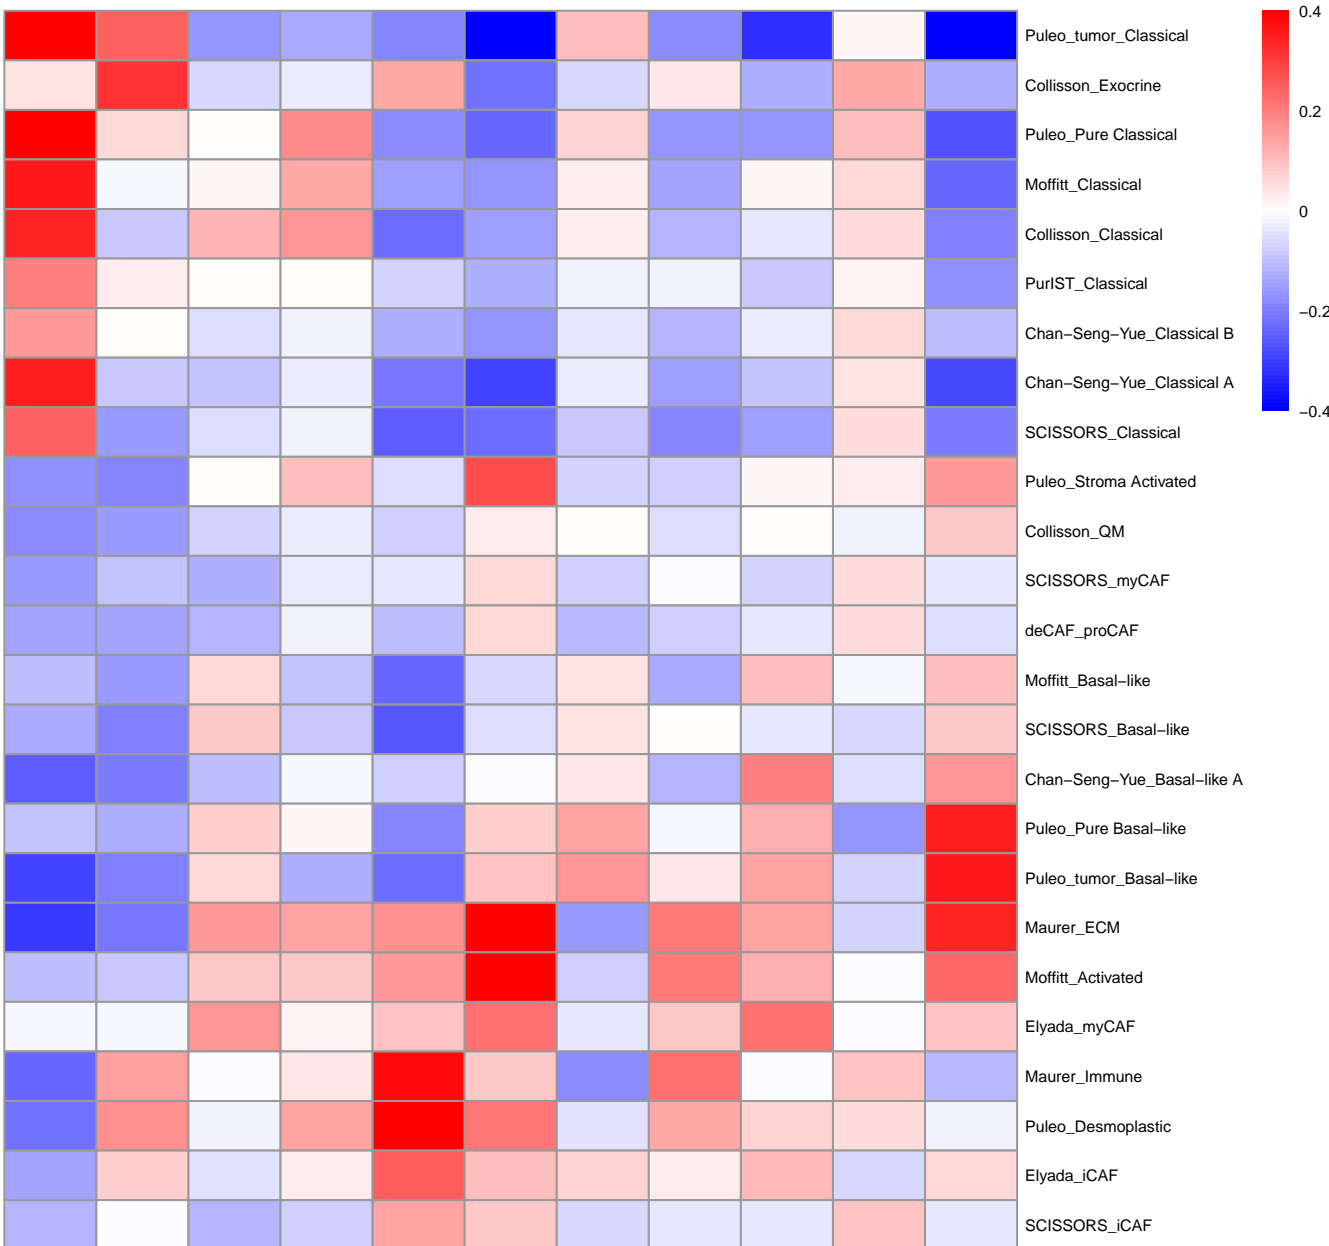 Puleo_tumor_Classical
Collisson_Exocrine
Puleo_Pure Classical
Moffitt_Classical
Collisson_Classical
PurIST_Classical
Chan−Seng−Yue_Classical B
Chan−Seng−Yue_Classical A
SCISSORS_Classical
Puleo_Stroma Activated
Collisson_QM
SCISSORS_myCAF
deCAF_proCAF
Moffitt_Basal−like
SCISSORS_Basal−like
Chan−Seng−Yue_Basal−like A
Puleo_Pure Basal−like
Puleo_tumor_Basal−like
Maurer_ECM
Moffitt_Activated
Elyada_myCAF
Maurer_Immune
Puleo_Desmoplastic
Elyada_iCAF
SCISSORS_iCAF
0.4
0.2
0
−0.2
−0.4